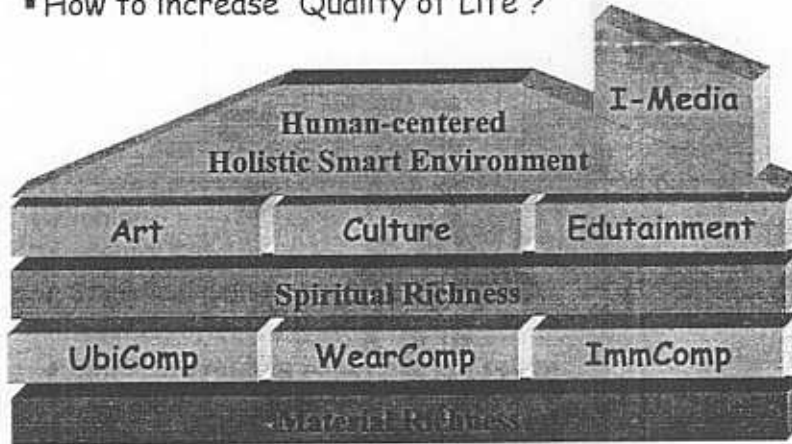 ▪ How to increase "Quality of Life"?
I-Media
Human-centered
Holistic Smart Environment
Art Culture Edutainment
Spiritual Richness
UbiComp WearComp ImmComp
Material Richness